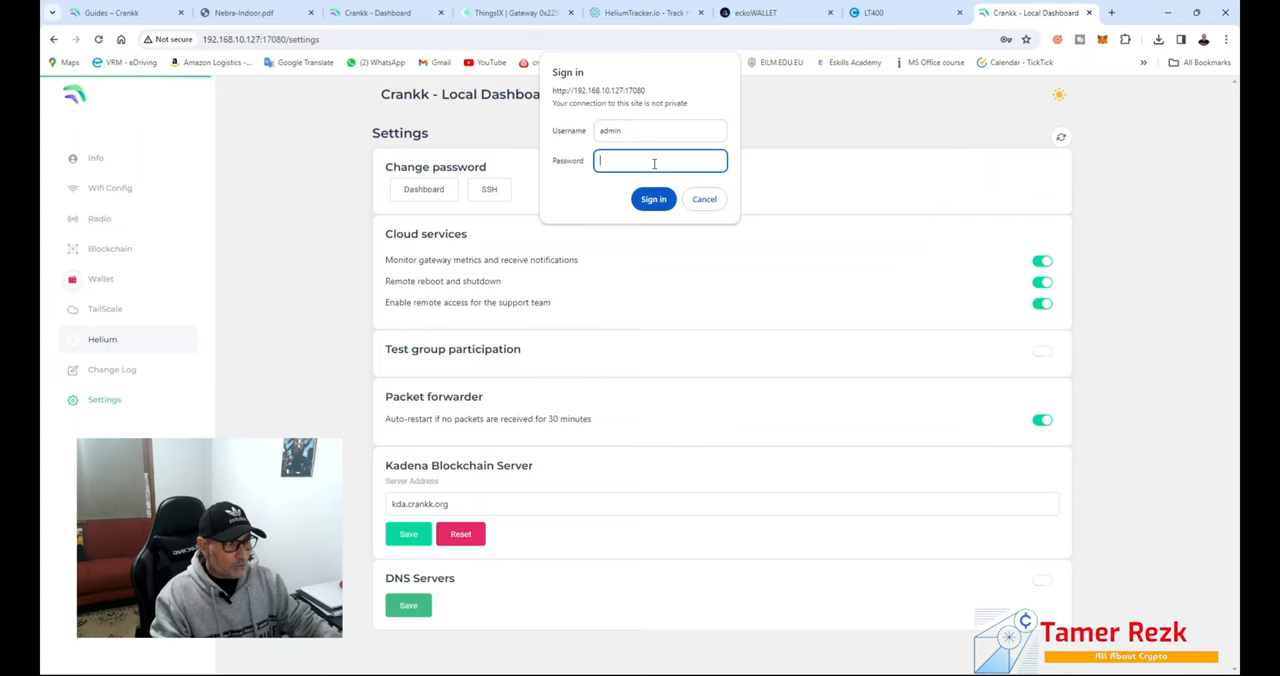 Guides – Crankk
Nebra-Indoor.pdf
Crankk - Dashboard
ThingsIX | Gateway 0x225
HeliumTracker.io - Track H
eckoWALLET
LT400
Crankk - Local Dashboard
Not secure
192.168.10.127:17080/settings
Maps
VRM - eDriving
Amazon Logistics -...
Google Translate
(2) WhatsApp
Gmail
YouTube
EILM.EDU.EU
Eskills Academy
MS Office course
Calendar - TickTick
All Bookmarks
Sign in
http://192.168.10.127:17080
Your connection to this site is not private
Username
admin
Password
Sign in
Cancel
Crankk - Local Dashboa
Info
Wifi Config
Radio
Blockchain
Wallet
TailScale
Helium
Change Log
Settings
Settings
Change password
Dashboard
SSH
Cloud services
Monitor gateway metrics and receive notifications
Remote reboot and shutdown
Enable remote access for the support team
Test group participation
Packet forwarder
Auto-restart if no packets are received for 30 minutes
Kadena Blockchain Server
Server Address
kda.crankk.org
Save
Reset
DNS Servers
Save
Tamer Rezk
All About Crypto